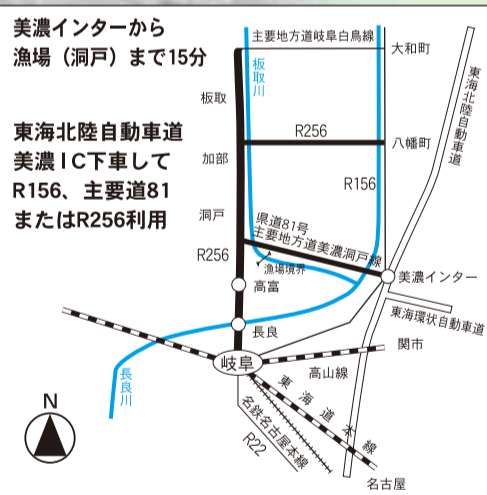 美濃インターから
漁場（洞戸）まで15分
東海北陸自動車道
美濃IC下車して
R156、主要道81
またはR256利用
主要地方道岐阜白鳥線
大和町
板取川
板取
東海北陸自動車道
R256
八幡町
加部
R156
洞戸
県道81号
主要地方道美濃洞戸線
R256
漁場境界
美濃インター
高富
東海環状自動車道
長良
関市
岐阜
高山線
長良川
東海道本線
名鉄名古屋本線
R22
名古屋
N